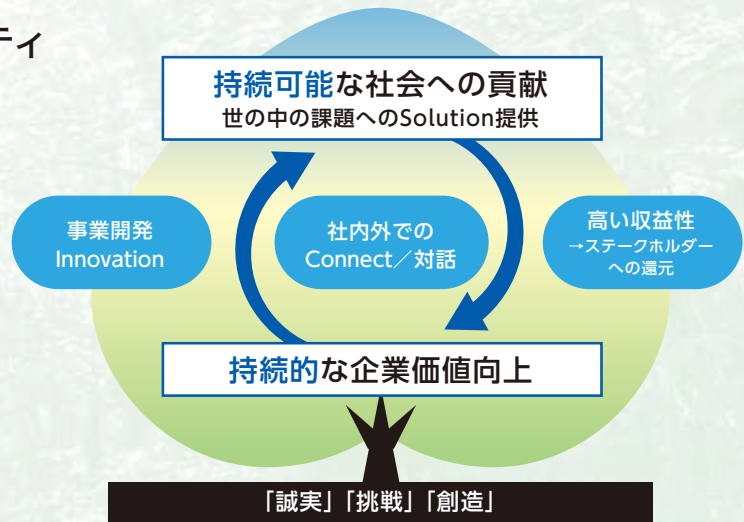 ティ
持続可能な社会への貢献
世の中の課題へのSolution提供
事業開発
Innovation
社内外での
Connect／対話
高い収益性
→ステークホルダー
への還元
持続的な企業価値向上
「誠実」「挑戦」「創造」